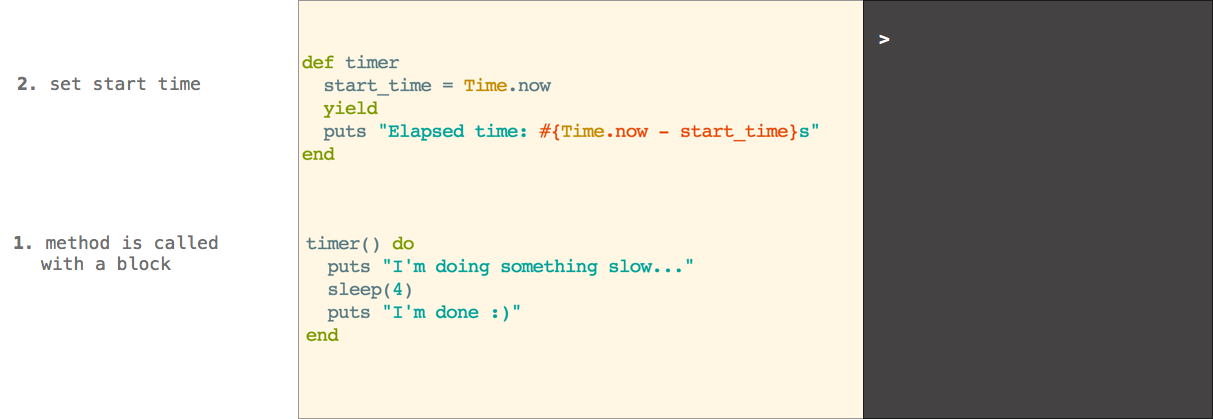 2. set start time
def timer
  start_time = Time.now
  yield
  puts "Elapsed time: #{Time.now - start_time}s"
end
1. method is called
with a block
timer() do
  puts "I'm doing something slow..."
  sleep(4)
  puts "I'm done :)"
end
>